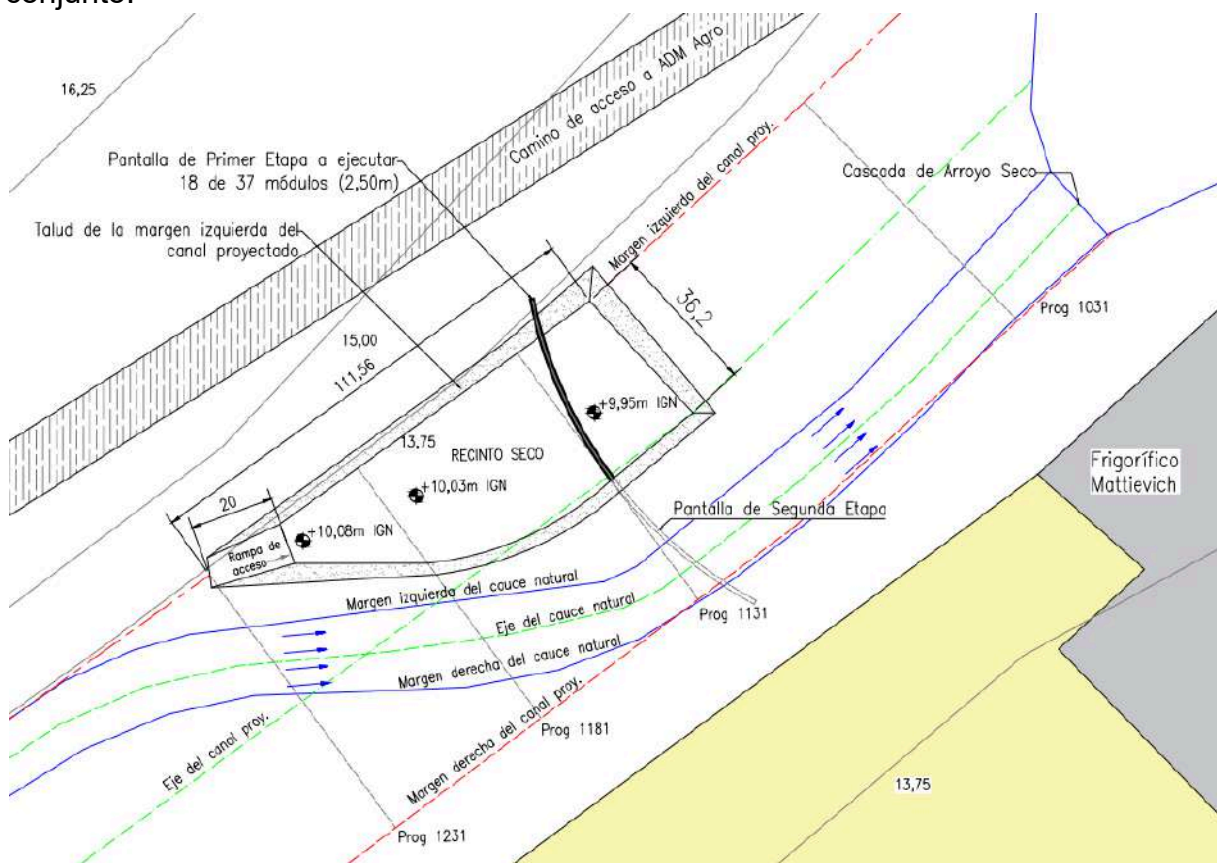 conjunto.
16,25
Camino de acceso a ADM Agro
Pantalla de Primer Etapa a ejecutar
18 de 37 módulos (2,50m)
Cascada de Arroyo Seco
Talud de la margen izquierda del
canal proyectado
Margen izquierda del canal proy.
36,2
Prog 1031
15,00
111,56
+9,95m IGN
13,75
RECINTO SECO
Frigorífico
Mattievich
+10,03m IGN
20
Pantalla de Segunda Etapa
+10,08m IGN
Rampa de
acceso
Margen izquierda del cauce natural
Prog 1131
Eje del cauce natural
Margen derecha del cauce natural
Eje del canal proy.
Prog 1181
Margen derecha del canal proy.
13,75
Prog 1231